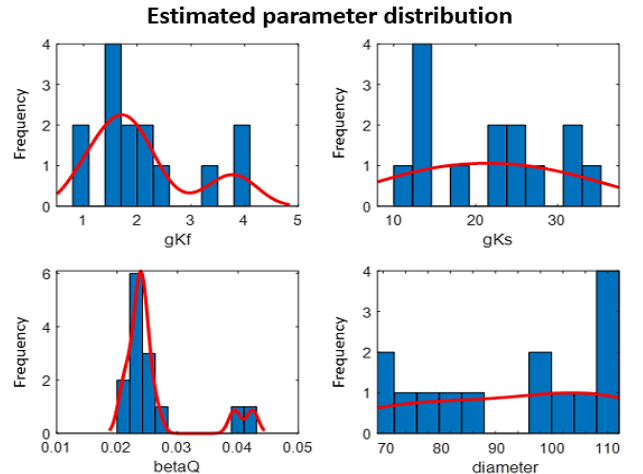 Estimated parameter distribution
4
3
2
1
0
Frequency
1 2 3 4 5
gKf
4
3
2
1
0
Frequency
10 20 30
gKs
6
4
2
0
Frequency
0.01 0.02 0.03 0.04 0.05
betaQ
4
3
2
1
0
Frequency
70 80 90 100 110
diameter